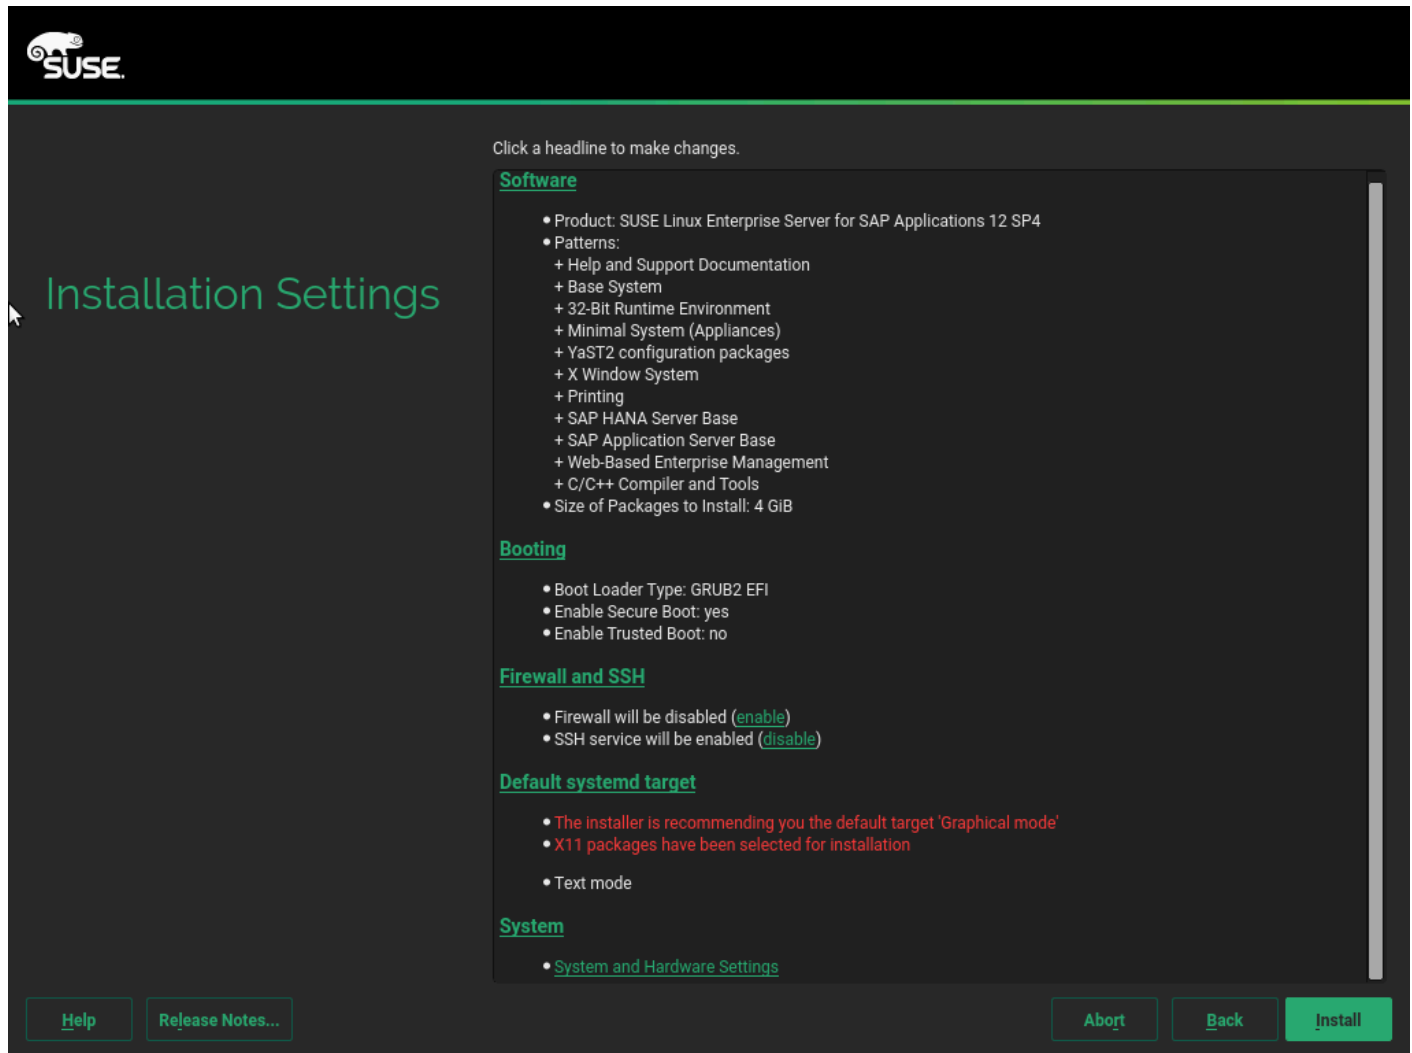 SUSE.
Click a headline to make changes.
Installation Settings
Software
• Product: SUSE Linux Enterprise Server for SAP Applications 12 SP4
• Patterns:
+ Help and Support Documentation
+ Base System
+ 32-Bit Runtime Environment
+ Minimal System (Appliances)
+ YaST2 configuration packages
+ X Window System
+ Printing
+ SAP HANA Server Base
+ SAP Application Server Base
+ Web-Based Enterprise Management
+ C/C++ Compiler and Tools
• Size of Packages to Install: 4 GiB
Booting
• Boot Loader Type: GRUB2 EFI
• Enable Secure Boot: yes
• Enable Trusted Boot: no
Firewall and SSH
• Firewall will be disabled (enable)
• SSH service will be enabled (disable)
Default systemd target
• The installer is recommending you the default target 'Graphical mode'
• X11 packages have been selected for installation
• Text mode
System
• System and Hardware Settings
Help
Release Notes...
Abort
Back
Install